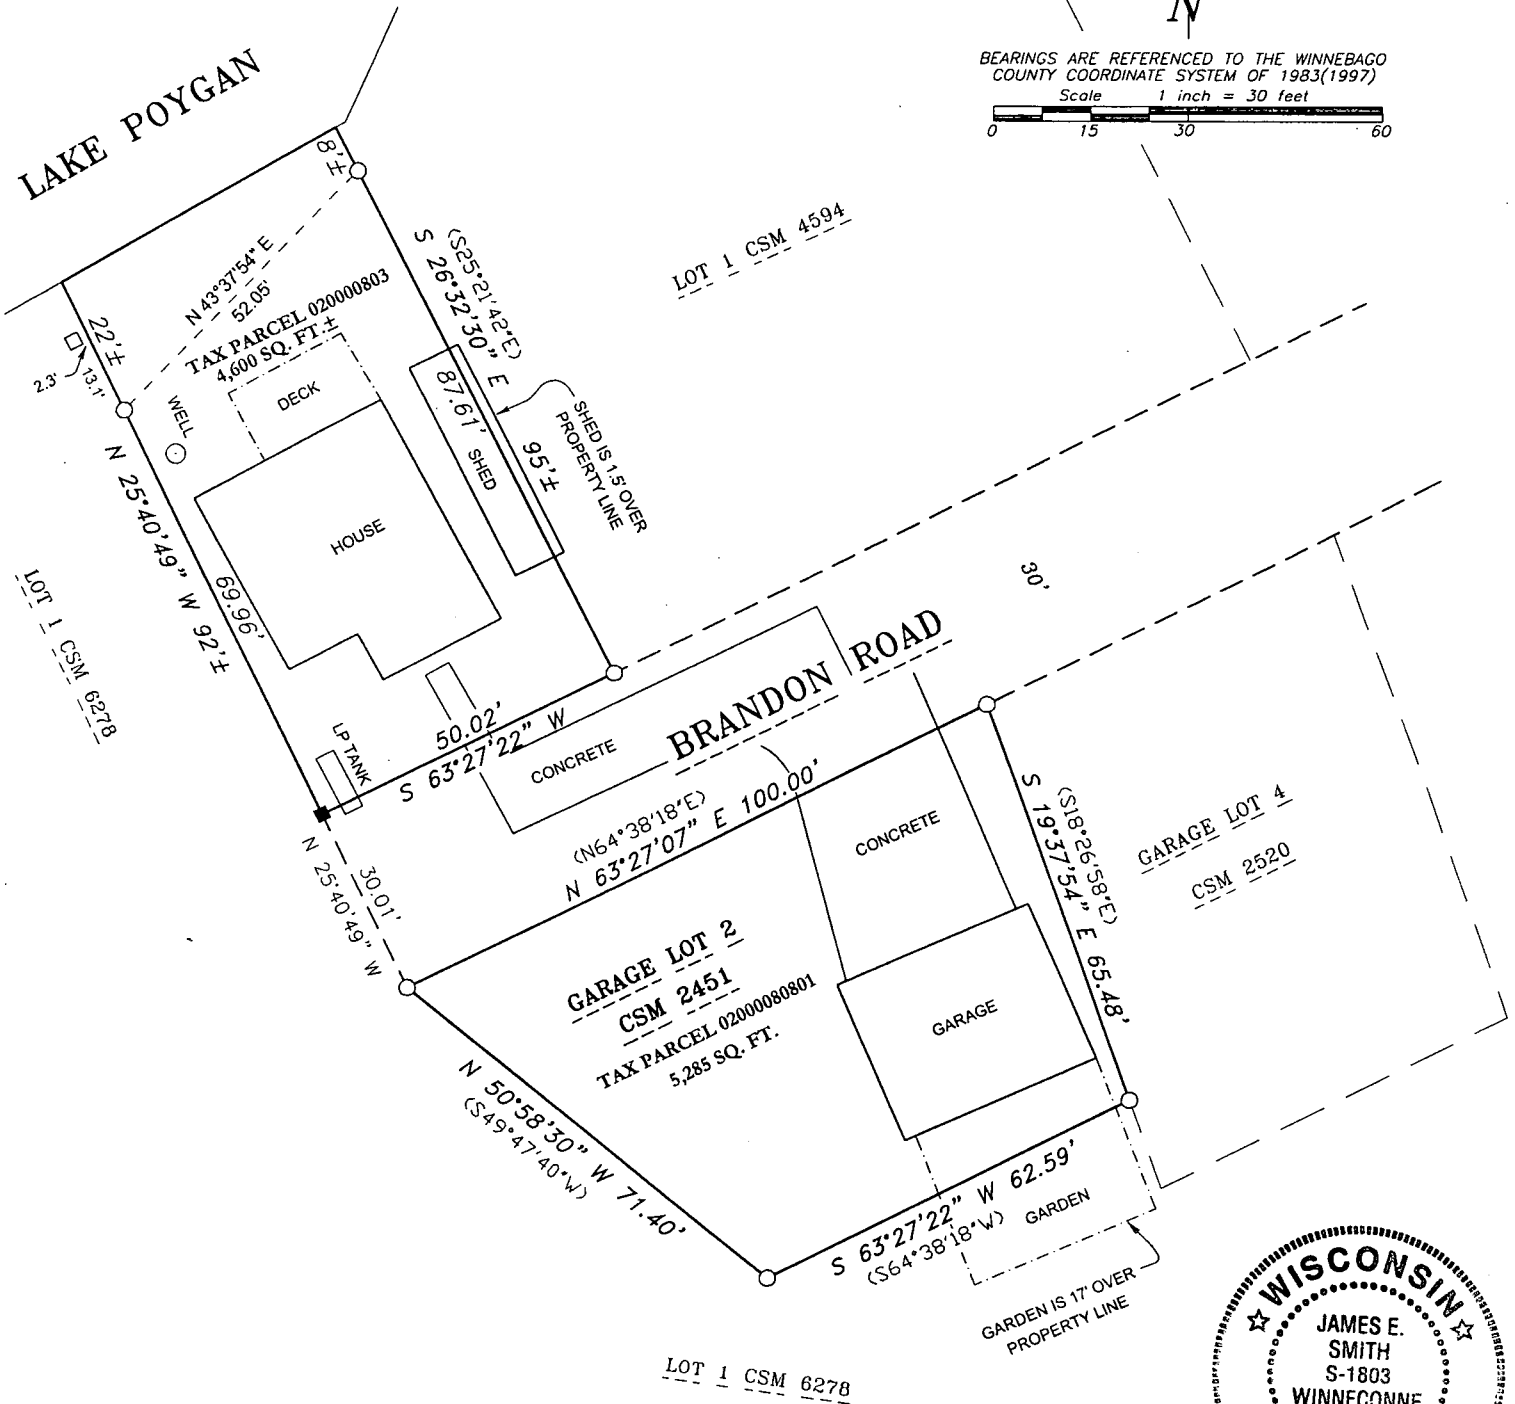 N
BEARINGS ARE REFERENCED TO THE WINNEBAGO
COUNTY COORDINATE SYSTEM OF 1983(1997)
Scale 1 inch = 30 feet
0 15 30 60
LAKE POYGAN
8'±
(S25°21'42"E)
S 26°32'30" E
87.61'
95'±
LOT 1 CSM 4594
N 43°37'54" E
52.05'
TAX PARCEL 020000803
4,600 SQ. FT.±
22'±
2.3'
13.1'
WELL
DECK
SHED
SHED IS 1.5' OVER
PROPERTY LINE
HOUSE
N 25°40'49" W 92'±
69.96'
LOT 1 CSM 6278
LP TANK
50.02'
S 63°27'22" W
CONCRETE
BRANDON ROAD
30'
N 25°40'49" W
30.01'
(N64°38'18"E)
N 63°27'07" E 100.00'
CONCRETE
(S18°26'58"E)
S 19°37'54" E 65.48'
GARAGE LOT 4
CSM 2520
GARAGE LOT 2
CSM 2451
TAX PARCEL 02000080801
5,285 SQ. FT.
GARAGE
N 50°58'30" W 71.40'
(S49°47'40"W)
S 63°27'22" W 62.59'
(S64°38'18"W)
GARDEN
GARDEN IS 17' OVER
PROPERTY LINE
LOT 1 CSM 6278
WISCONSIN
JAMES E.
SMITH
S-1803
WINNECONNE